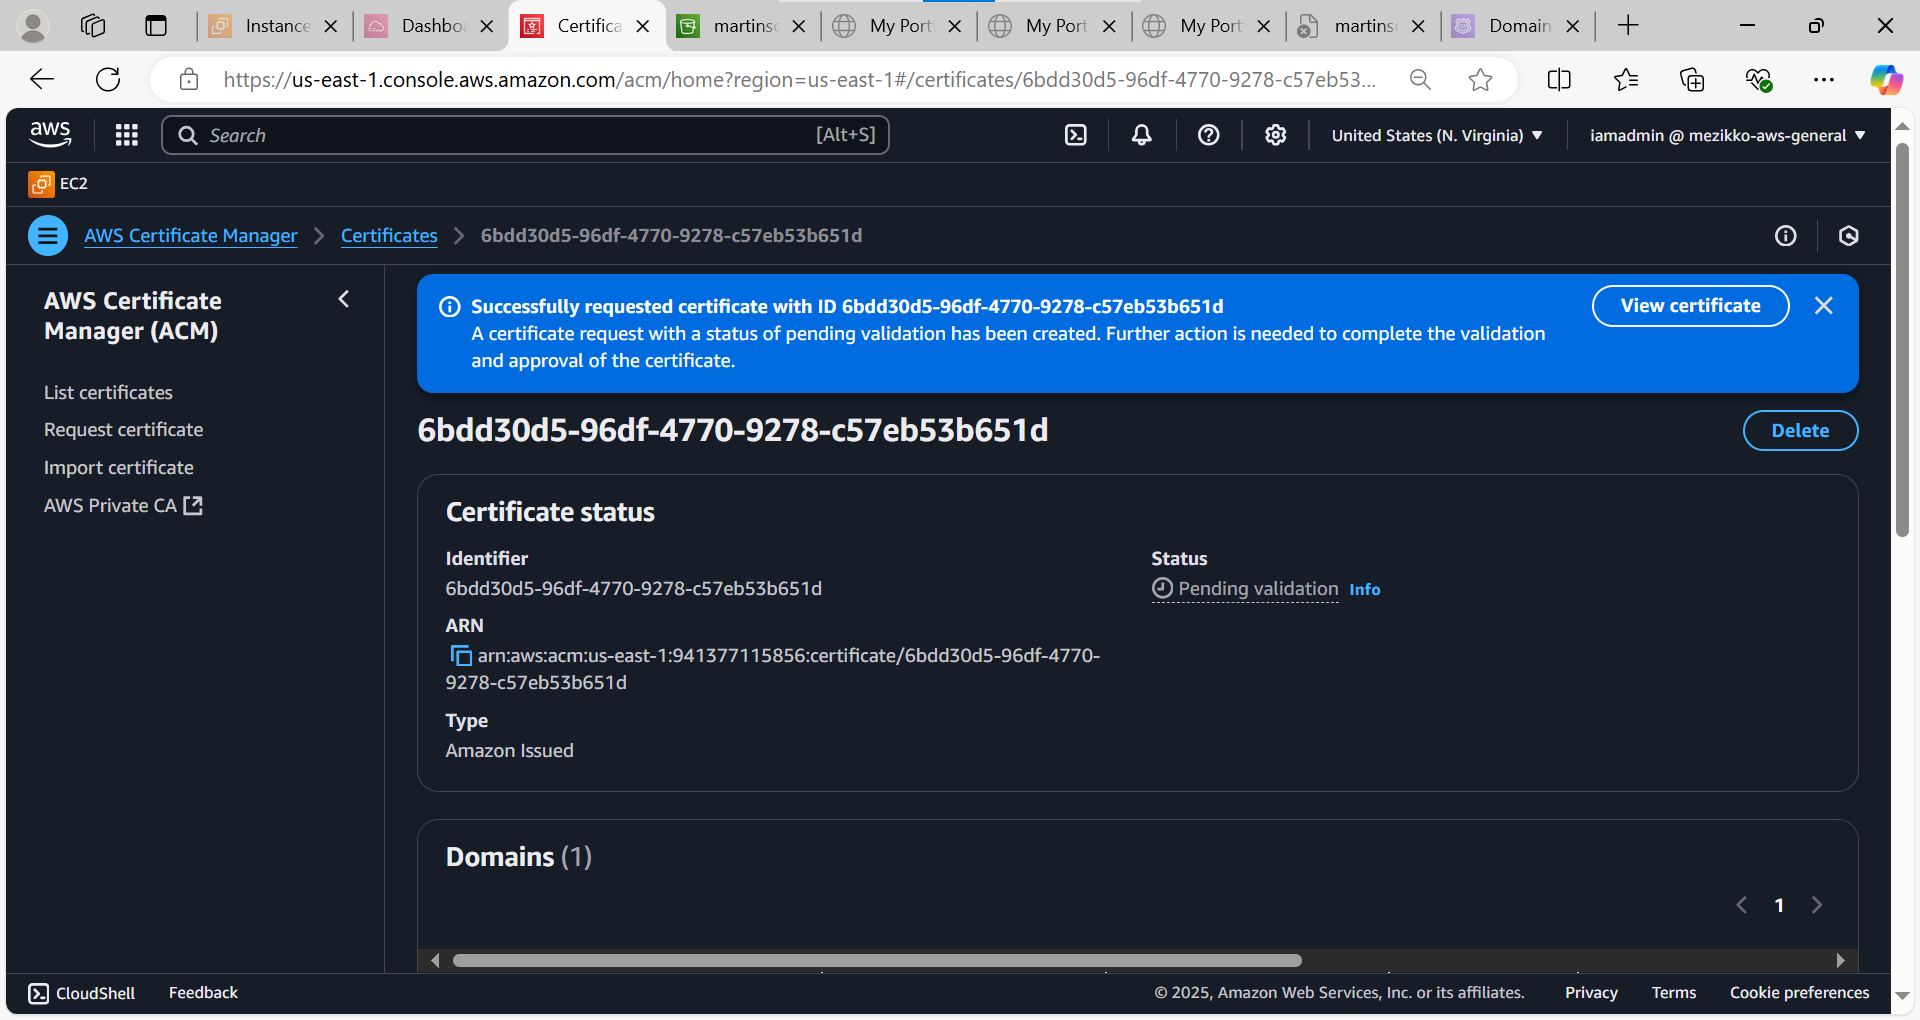 Instance
Dashbo
Certifica
martins
My Port
My Port
My Port
martins
Domain
https://us-east-1.console.aws.amazon.com/acm/home?region=us-east-1#/certificates/6bdd30d5-96df-4770-9278-c57eb53...
aws
Search
[Alt+S]
United States (N. Virginia)
iamadmin @ mezikko-aws-general
EC2
AWS Certificate Manager
Certificates
6bdd30d5-96df-4770-9278-c57eb53b651d
AWS Certificate
Manager (ACM)
List certificates
Request certificate
Import certificate
AWS Private CA
Successfully requested certificate with ID 6bdd30d5-96df-4770-9278-c57eb53b651d
A certificate request with a status of pending validation has been created. Further action is needed to complete the validation
and approval of the certificate.
View certificate
6bdd30d5-96df-4770-9278-c57eb53b651d
Delete
Certificate status
Identifier
6bdd30d5-96df-4770-9278-c57eb53b651d
Status
Pending validation
Info
ARN
arn:aws:acm:us-east-1:941377115856:certificate/6bdd30d5-96df-4770-
9278-c57eb53b651d
Type
Amazon Issued
Domains (1)
1
CloudShell
Feedback
© 2025, Amazon Web Services, Inc. or its affiliates.
Privacy
Terms
Cookie preferences